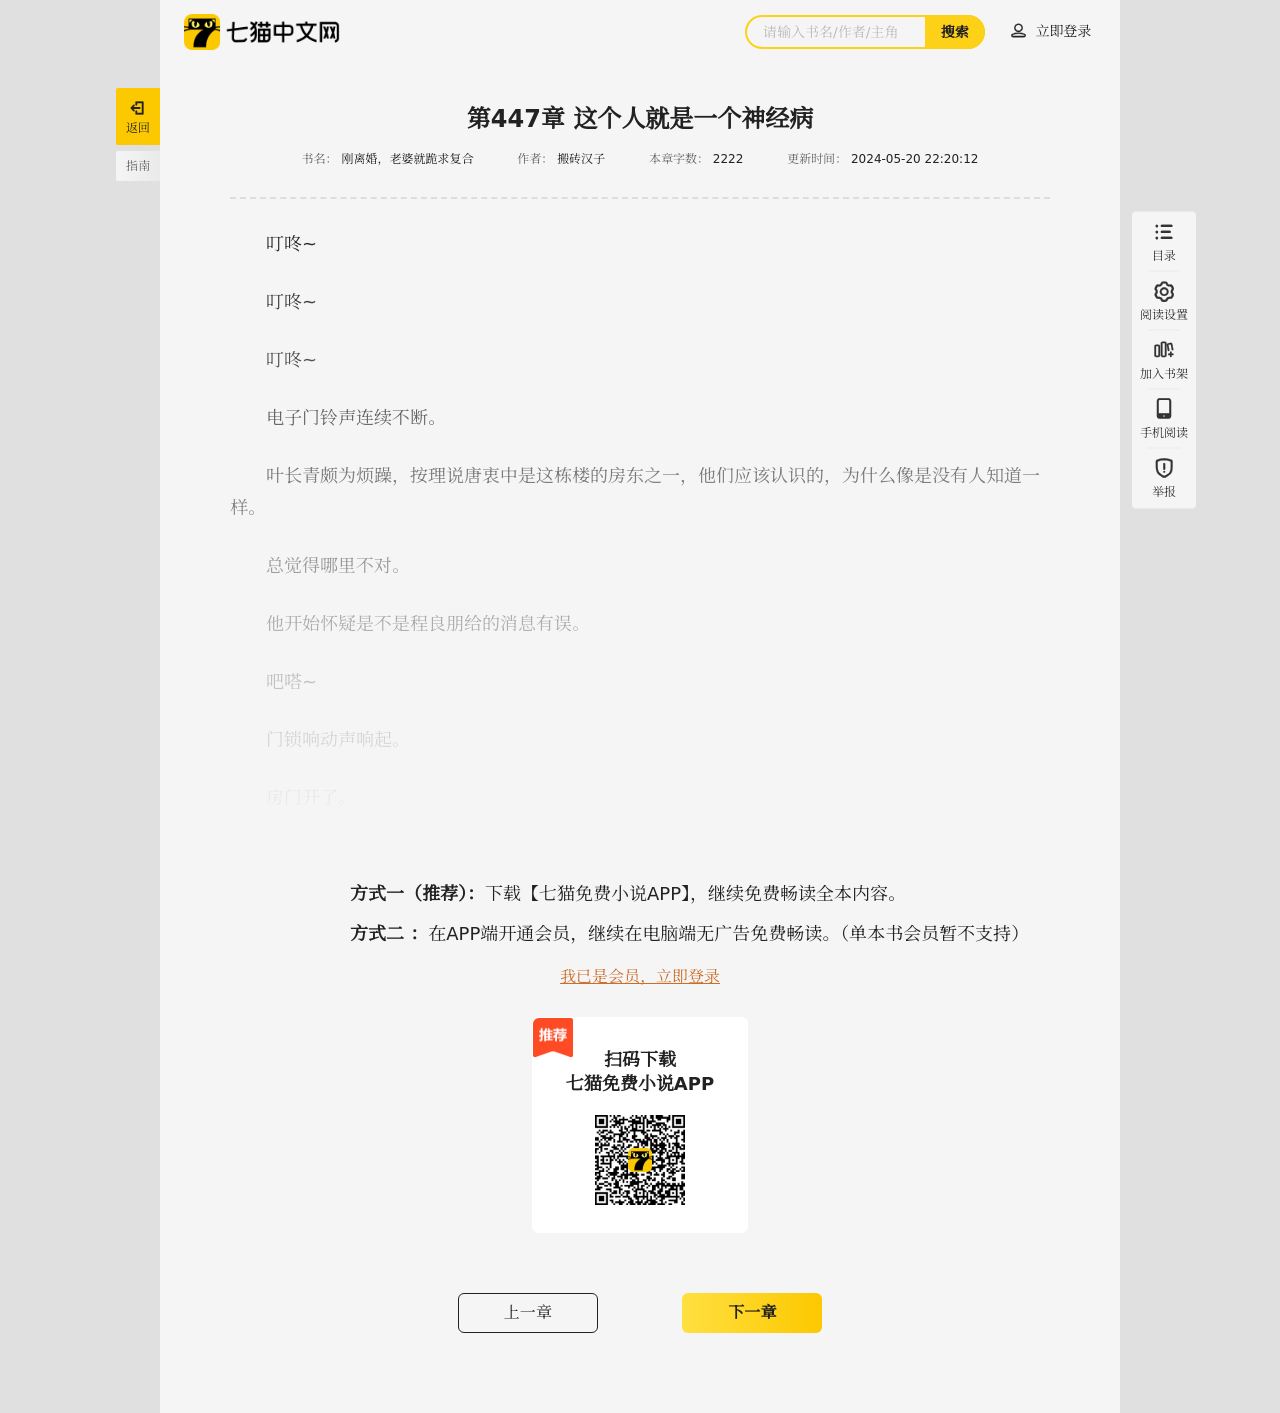 七猫中文网
请输入书名/作者/主角
搜索
立即登录
返回
指南
第447章 这个人就是一个神经病
书名： 刚离婚，老婆就跪求复合 作者： 搬砖汉子 本章字数： 2222 更新时间： 2024-05-20 22:20:12
叮咚~
叮咚~
叮咚~
电子门铃声连续不断。
叶长青颇为烦躁，按理说唐衷中是这栋楼的房东之一，他们应该认识的，为什么像是没有人知道一
样。
总觉得哪里不对。
他开始怀疑是不是程良朋给的消息有误。
吧嗒~
门锁响动声响起。
房门开了。
目录
阅读设置
加入书架
手机阅读
举报
方式一（推荐）：下载【七猫免费小说APP】，继续免费畅读全本内容。
方式二 ：在APP端开通会员，继续在电脑端无广告免费畅读。（单本书会员暂不支持）
我已是会员，立即登录
推荐
扫码下载
七猫免费小说APP
上一章
下一章